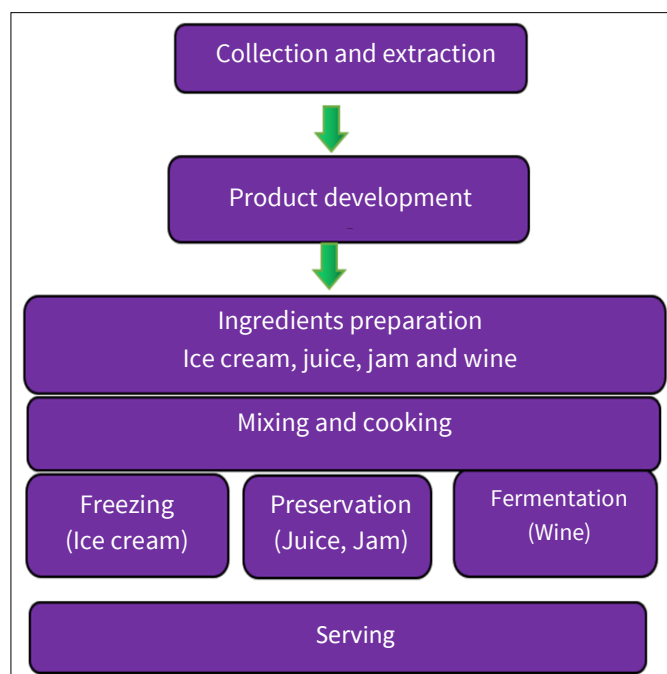 Collection and extraction
Product development
Ingredients preparation
Ice cream, juice, jam and wine
Mixing and cooking
Freezing
(Ice cream)
Preservation
(Juice, Jam)
Fermentation
(Wine)
Serving